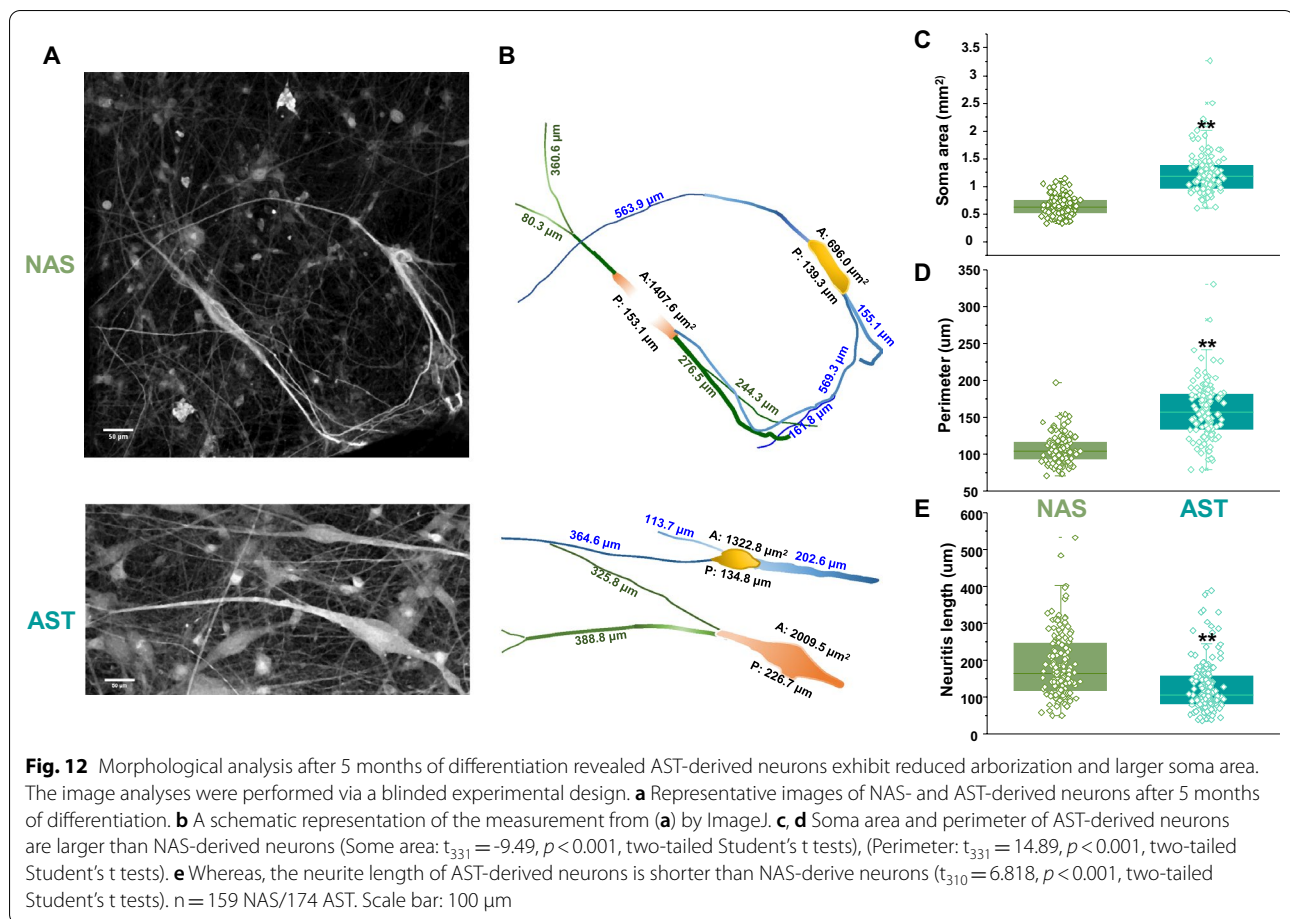 A
NAS
50 µm
AST
50 µm
B
360.6 µm
80.3 µm
563.9 µm
A: 696.0 µm²
P: 139.3 µm
A:1407.6 µm²
P: 153.1 µm
155.1 µm
276.5 µm
244.3 µm
569.3 µm
161.8 µm
113.7 µm
364.6 µm
A: 1322.8 µm²
202.6 µm
P: 134.8 µm
325.8 µm
388.8 µm
A: 2009.5 µm²
P: 226.7 µm
C
Soma area (mm²)
3.5
3
2.5
2
1.5
1
0.5
0
**
D
Perimeter (um)
350
300
250
200
150
100
50
**
NAS
AST
E
Neuritis length (um)
600
500
400
300
200
100
0
**
Fig. 12 Morphological analysis after 5 months of differentiation revealed AST-derived neurons exhibit reduced arborization and larger soma area.
The image analyses were performed via a blinded experimental design. a Representative images of NAS- and AST-derived neurons after 5 months
of differentiation. b A schematic representation of the measurement from (a) by ImageJ. c, d Soma area and perimeter of AST-derived neurons
are larger than NAS-derived neurons (Some area: t₃₃₁ = -9.49, p < 0.001, two-tailed Student's t tests), (Perimeter: t₃₃₁ = 14.89, p < 0.001, two-tailed
Student's t tests). e Whereas, the neurite length of AST-derived neurons is shorter than NAS-derive neurons (t₃₁₀ = 6.818, p < 0.001, two-tailed
Student's t tests). n = 159 NAS/174 AST. Scale bar: 100 µm